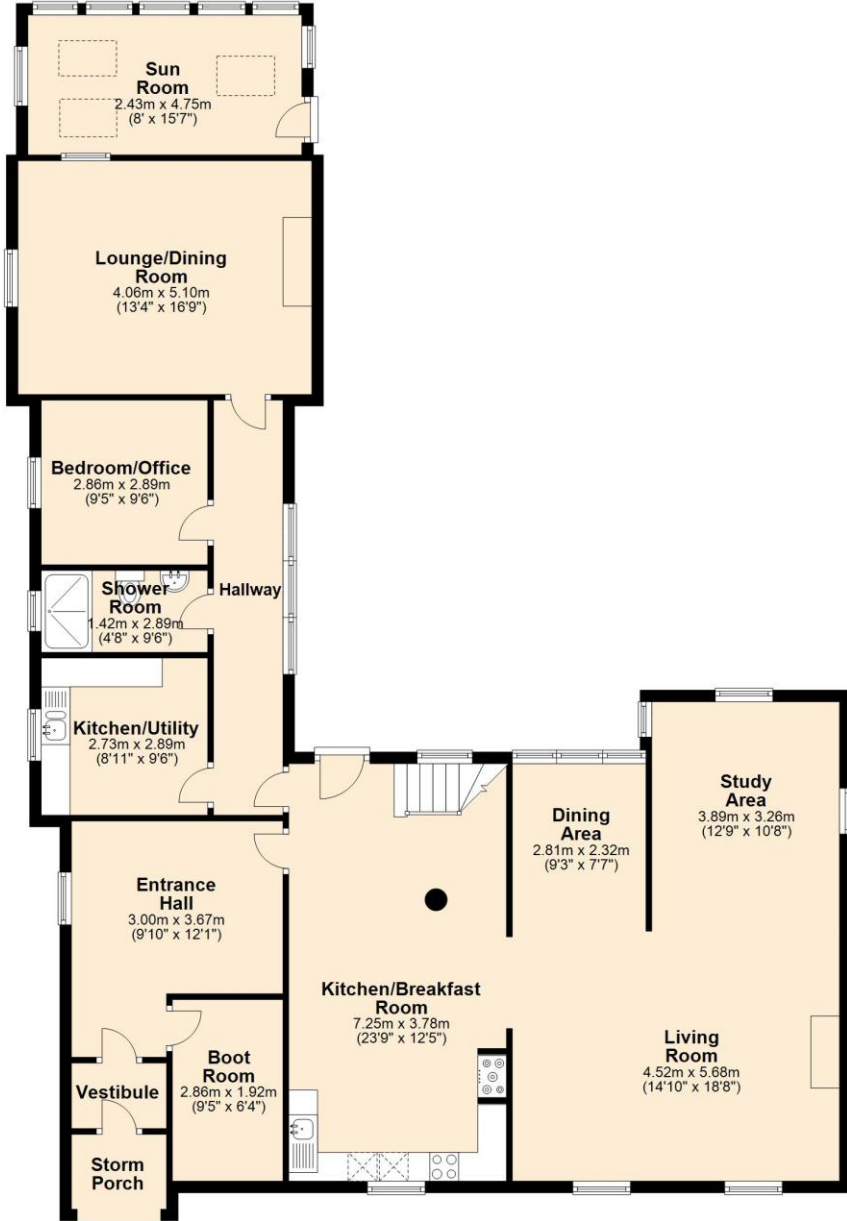 Sun
Room
2.43m x 4.75m
(8' x 15'7")
Lounge/Dining
Room
4.06m x 5.10m
(13'4" x 16'9")
Bedroom/Office
2.86m x 2.89m
(9'5" x 9'6")
Shower
Room
1.42m x 2.89m
(4'8" x 9'6")
Hallway
Kitchen/Utility
2.73m x 2.89m
(8'11" x 9'6")
Entrance
Hall
3.00m x 3.67m
(9'10" x 12'1")
Boot
Room
2.86m x 1.92m
(9'5" x 6'4")
Vestibule
Storm
Porch
Kitchen/Breakfast
Room
7.25m x 3.78m
(23'9" x 12'5")
Dining
Area
2.81m x 2.32m
(9'3" x 7'7")
Study
Area
3.89m x 3.26m
(12'9" x 10'8")
Living
Room
4.52m x 5.68m
(14'10" x 18'8")